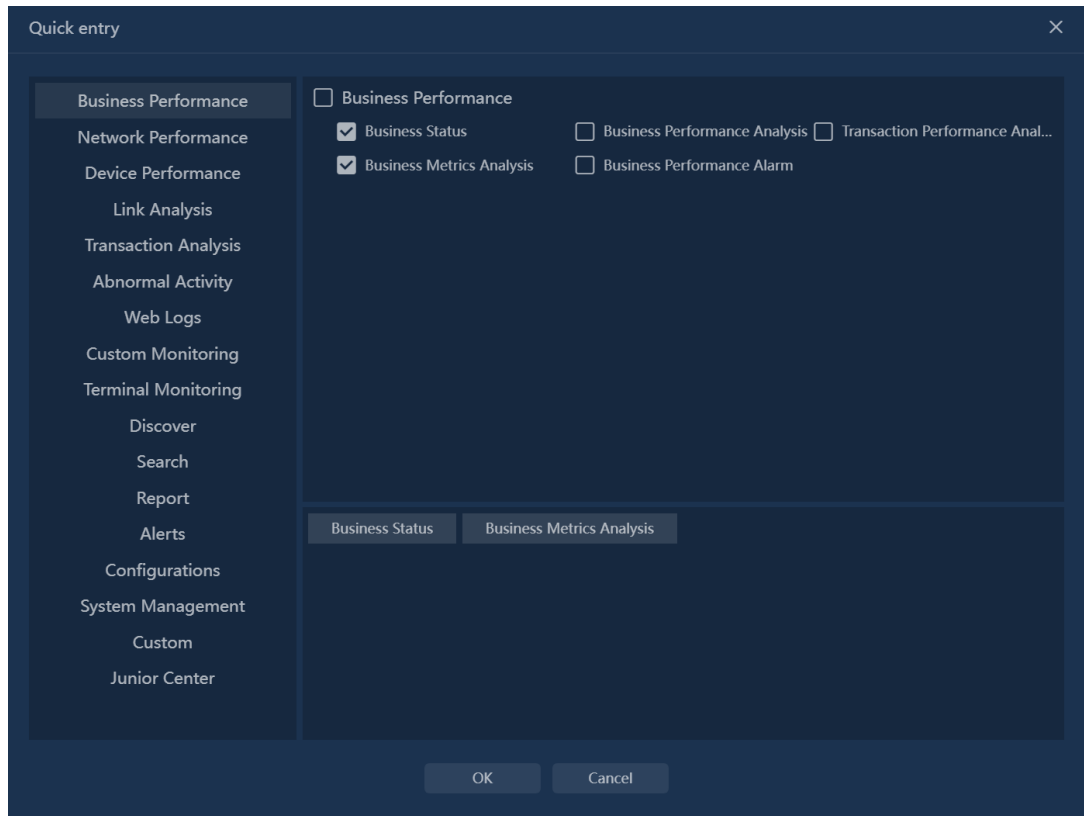 Quick entry
Business Performance
Network Performance
Device Performance
Link Analysis
Transaction Analysis
Abnormal Activity
Web Logs
Custom Monitoring
Terminal Monitoring
Discover
Search
Report
Alerts
Configurations
System Management
Custom
Junior Center
Business Performance
Business Status Business Performance Analysis Transaction Performance Anal...
Business Metrics Analysis Business Performance Alarm
Business Status Business Metrics Analysis
OK Cancel